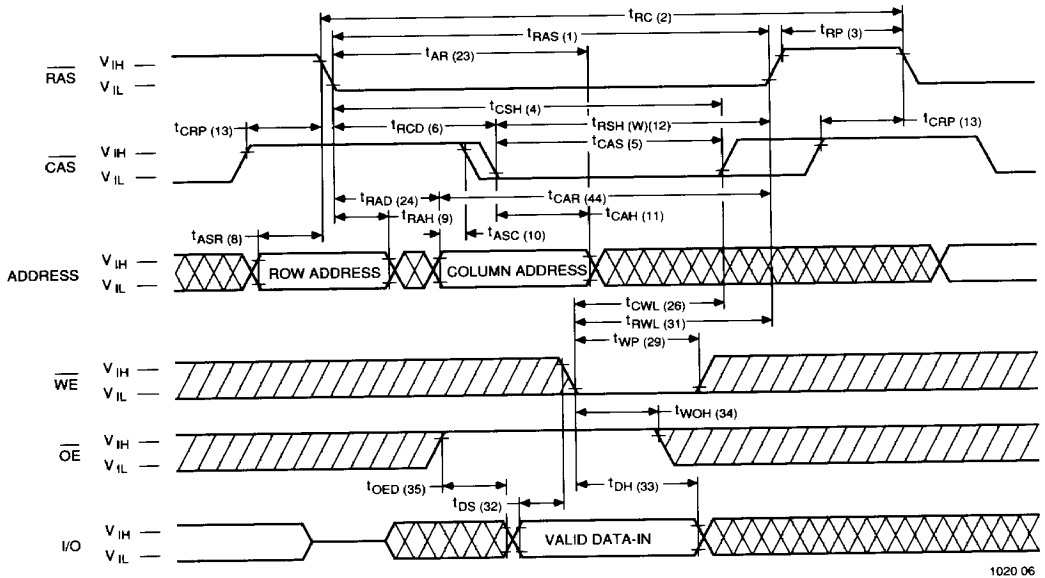 tRC (2)
tRAS (1)
tRP (3)
tAR (23)
RAS
VIH
VIL
tCSH (4)
tCRP (13)
tRCD (6)
tRSH (W)(12)
tCRP (13)
tCAS (5)
CAS
VIH
VIL
tRAD (24)
tCAR (44)
tRAH (9)
tCAH (11)
tASR (8)
tASC (10)
ADDRESS
VIH
VIL
ROW ADDRESS
COLUMN ADDRESS
tCWL (26)
tRWL (31)
tWP (29)
WE
VIH
VIL
tWOH (34)
OE
VIH
VIL
tOED (35)
tDH (33)
tDS (32)
I/O
VIH
VIL
VALID DATA-IN
1020 06